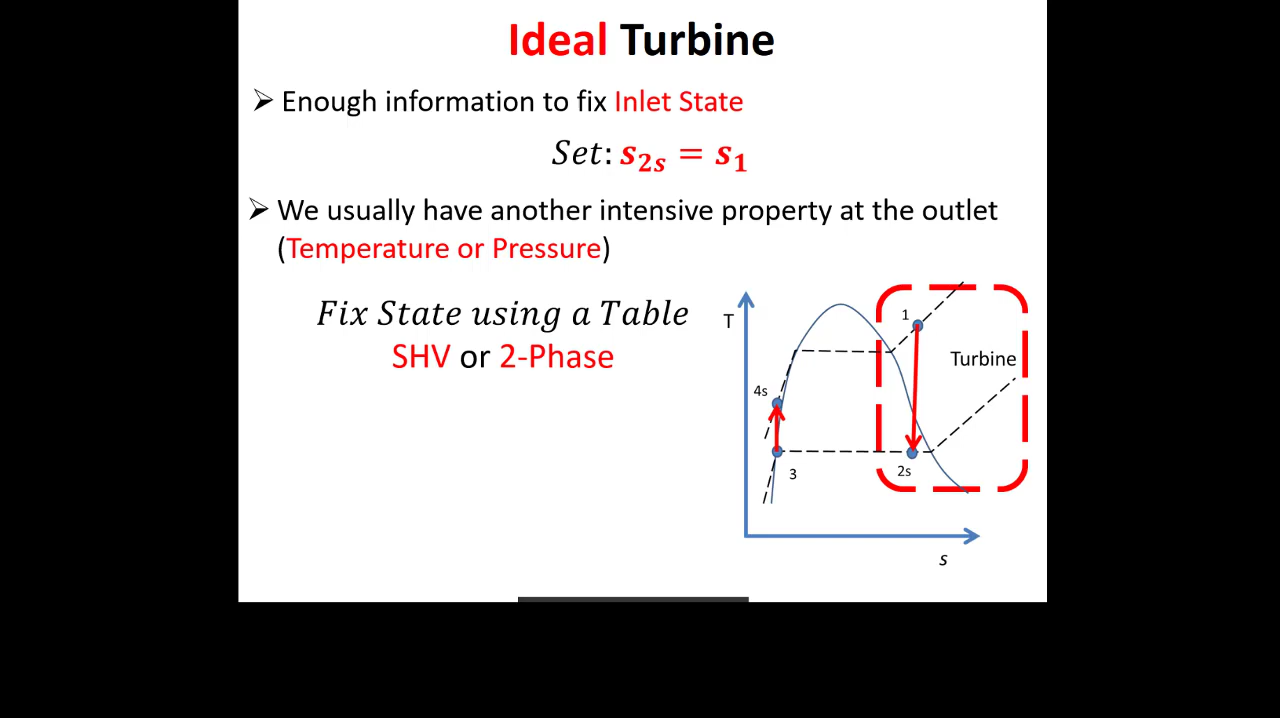 Ideal Turbine
➢ Enough information to fix Inlet State
Set: s₂ₛ = s₁
➢ We usually have another intensive property at the outlet
(Temperature or Pressure)
Fix State using a Table
SHV or 2-Phase
T
1
Turbine
4s
3
2s
s